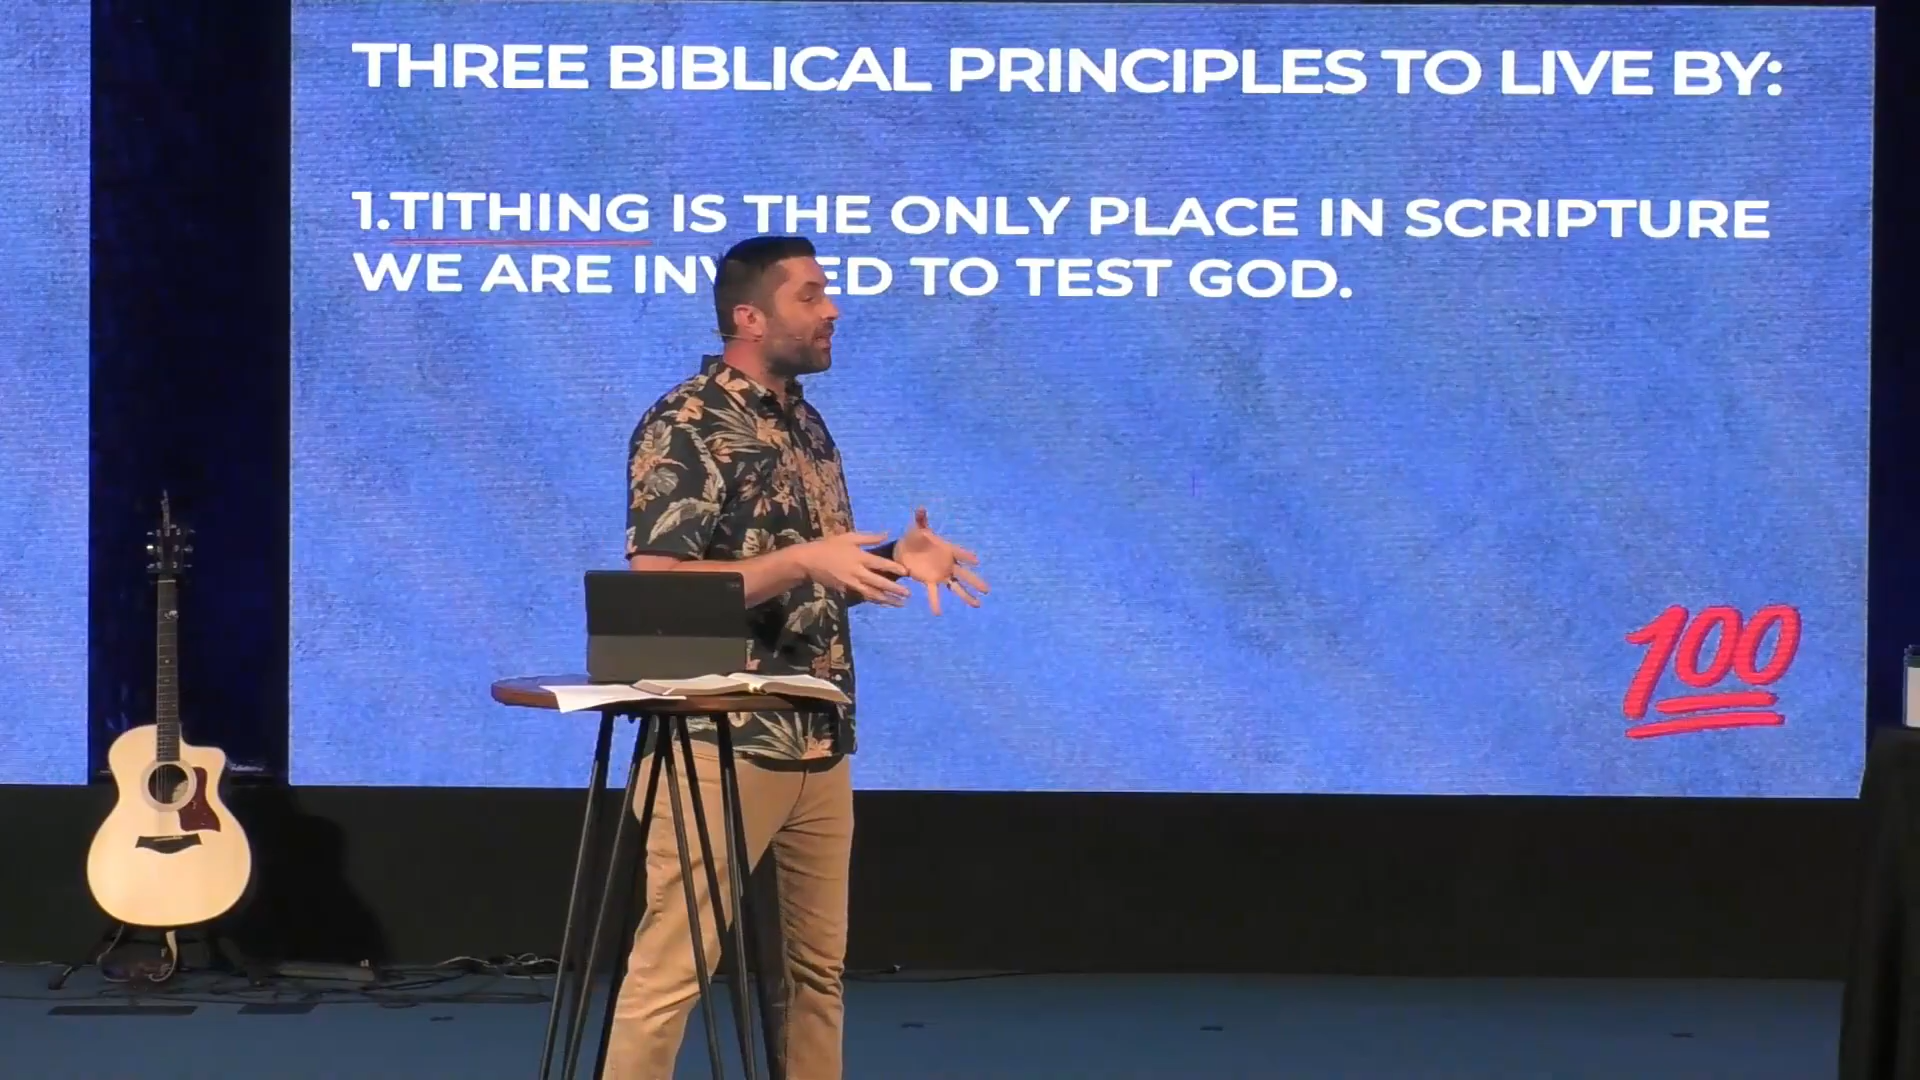 THREE BIBLICAL PRINCIPLES TO LIVE BY:
1.TITHING IS THE ONLY PLACE IN SCRIPTURE
WE ARE TO TEST GOD.
100